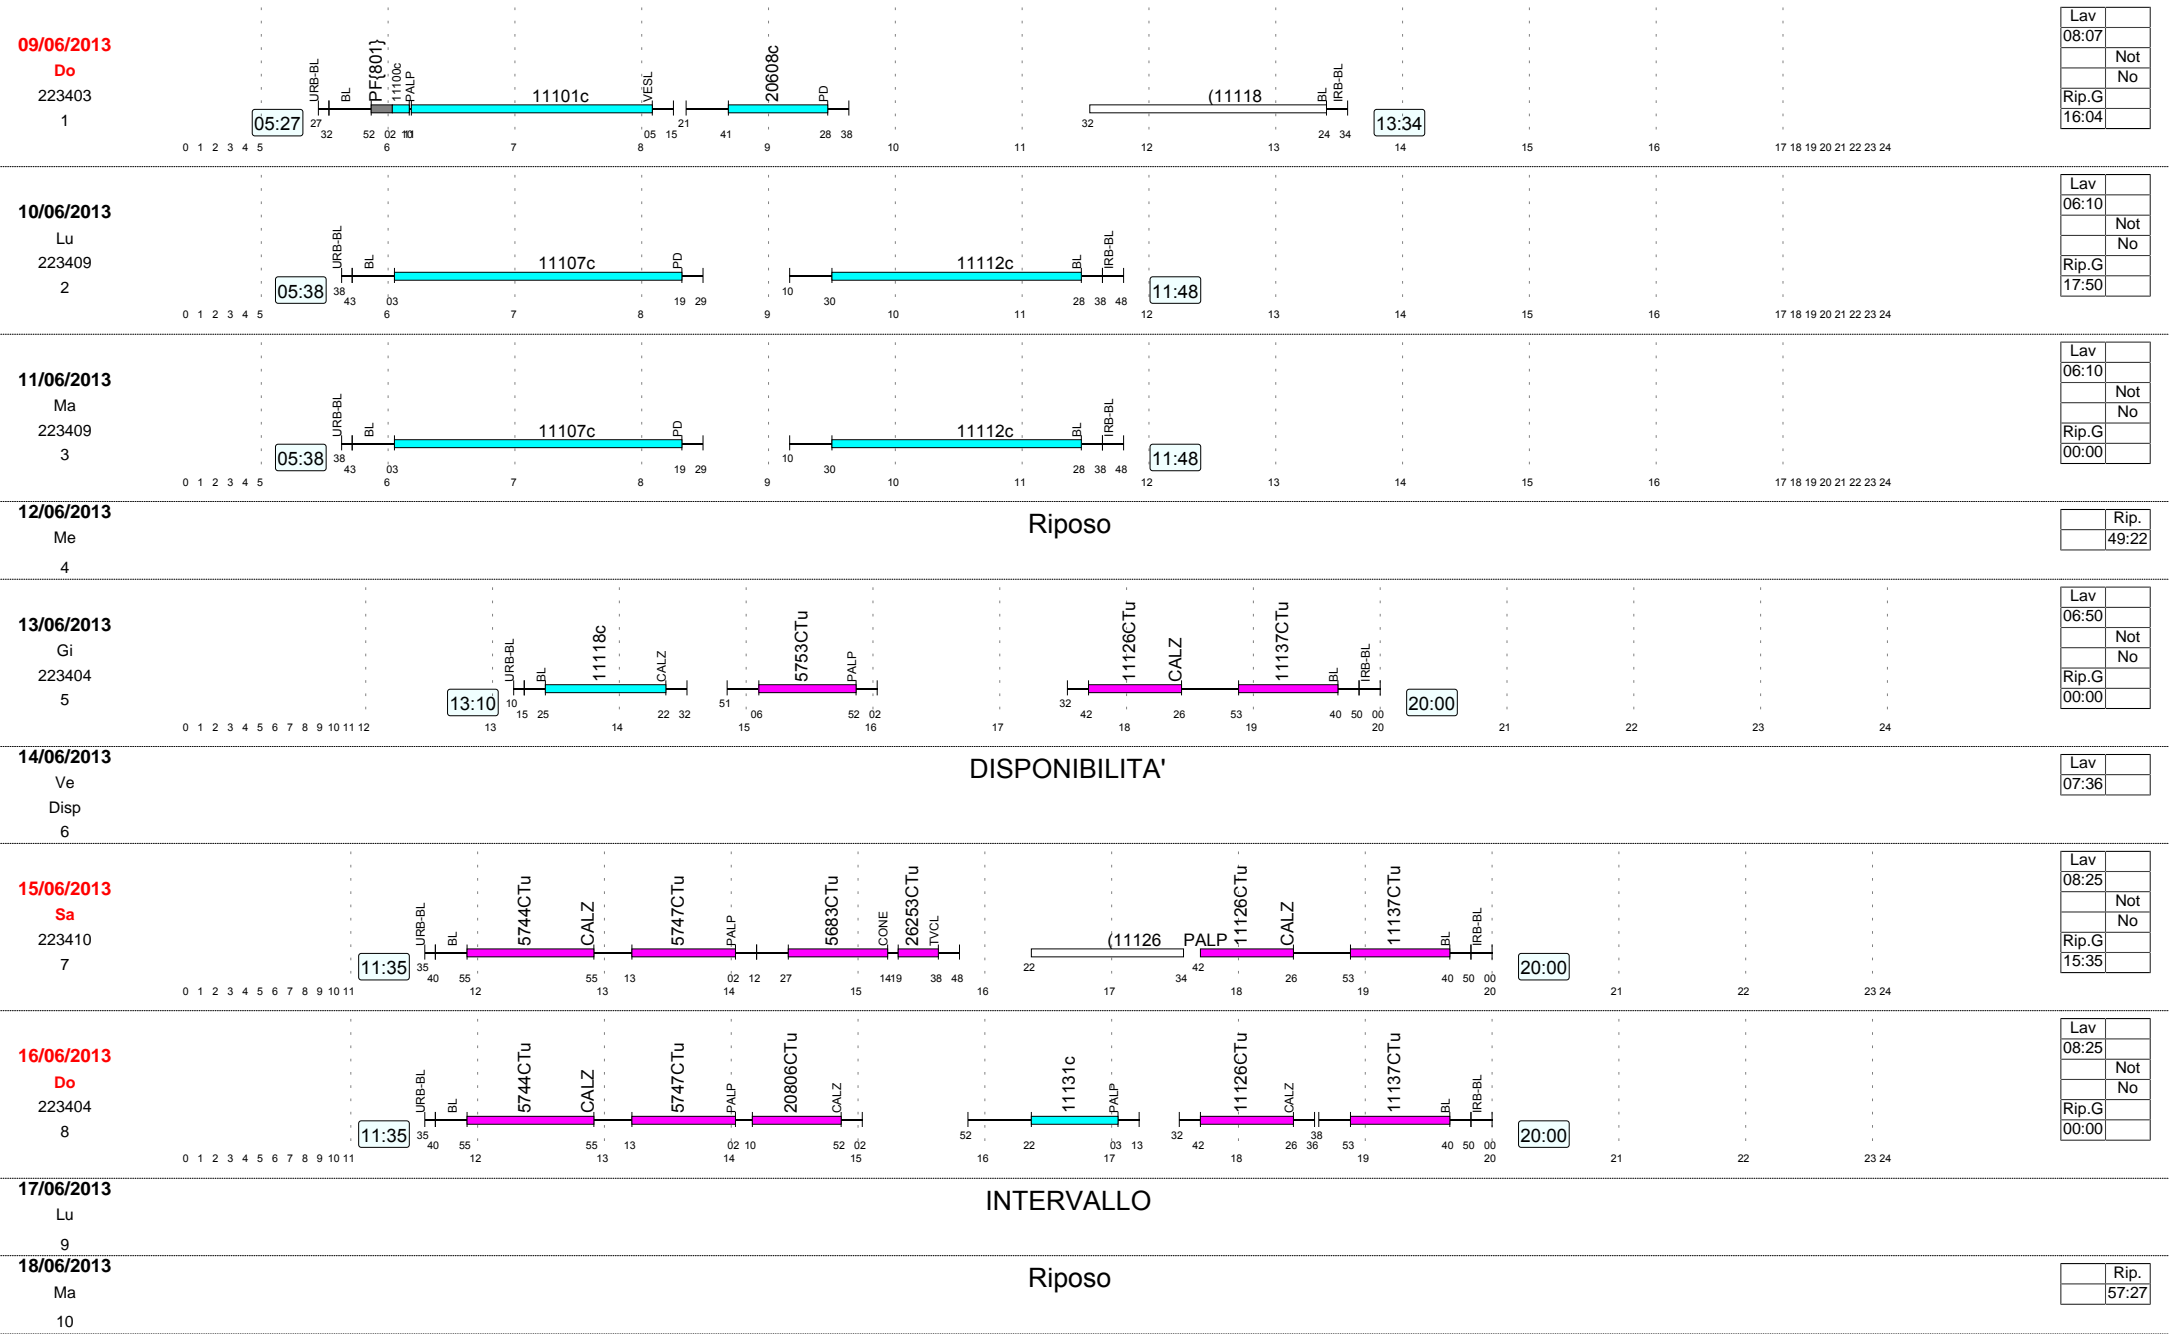 09/06/2013
Do
223403
1
05:27
URB-BL BL PF{801} 11100c PALP 11101c VESL 20608c PD (11118 BL IRB-BL
27 32 52 02 10 05 15 21 41 28 38 32 24 34
13:34
0 1 2 3 4 5 6 7 8 9 10 11 12 13 14 15 16 17 18 19 20 21 22 23 24
Lav
08:07
Not
No
Rip.G
16:04
10/06/2013
Lu
223409
2
05:38
URB-BL BL 11107c PD 11112c BL IRB-BL
38 43 03 19 29 10 30 28 38 48
11:48
0 1 2 3 4 5 6 7 8 9 10 11 12 13 14 15 16 17 18 19 20 21 22 23 24
Lav
06:10
Not
No
Rip.G
17:50
11/06/2013
Ma
223409
3
05:38
URB-BL BL 11107c PD 11112c BL IRB-BL
38 43 03 19 29 10 30 28 38 48
11:48
0 1 2 3 4 5 6 7 8 9 10 11 12 13 14 15 16 17 18 19 20 21 22 23 24
Lav
06:10
Not
No
Rip.G
00:00
12/06/2013
Me
4
Riposo
Rip.
49:22
13/06/2013
Gi
223404
5
13:10
URB-BL BL 11118c CALZ 5753CTu PALP 11126CTu CALZ 11137CTu BL IRB-BL
10 15 25 22 32 51 06 52 02 32 42 26 53 40 50 00
20:00
0 1 2 3 4 5 6 7 8 9 10 11 12 13 14 15 16 17 18 19 20 21 22 23 24
Lav
06:50
Not
No
Rip.G
00:00
14/06/2013
Ve
Disp
6
DISPONIBILITA'
Lav
07:36
15/06/2013
Sa
223410
7
11:35
URB-BL BL 5744CTu CALZ 5747CTu PALP 5683CTu CONE 26253CTu TVCL (11126 PALP 11126CTu CALZ 11137CTu BL IRB-BL
35 40 55 55 13 02 12 27 14 19 38 48 22 34 42 26 53 40 50 00
20:00
0 1 2 3 4 5 6 7 8 9 10 11 12 13 14 15 16 17 18 19 20 21 22 23 24
Lav
08:25
Not
No
Rip.G
15:35
16/06/2013
Do
223404
8
11:35
URB-BL BL 5744CTu CALZ 5747CTu PALP 20806CTu CALZ 11131c PALP 11126CTu CALZ 11137CTu BL IRB-BL
35 40 55 55 13 02 10 52 02 52 22 03 13 32 42 26 36 38 53 40 50 00
20:00
0 1 2 3 4 5 6 7 8 9 10 11 12 13 14 15 16 17 18 19 20 21 22 23 24
Lav
08:25
Not
No
Rip.G
00:00
17/06/2013
Lu
9
INTERVALLO
18/06/2013
Ma
10
Riposo
Rip.
57:27